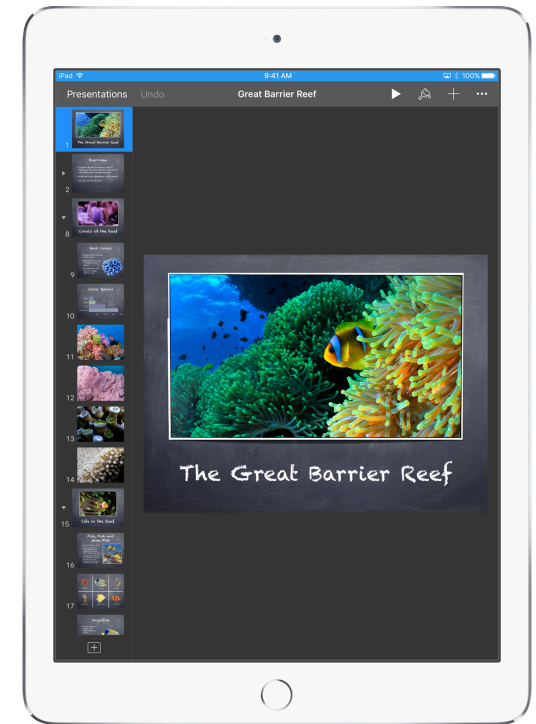 iPad 9:41 AM 100%
Presentations Undo Great Barrier Reef
The Great Barrier Reef
1
Overview
2
Corals of the Reef
8
Hard Corals
9
Coral Species
10
11
12
13
14
Life in the Reef
15
Fish, Fish and More Fish
16
17
Angelfish
The Great Barrier Reef